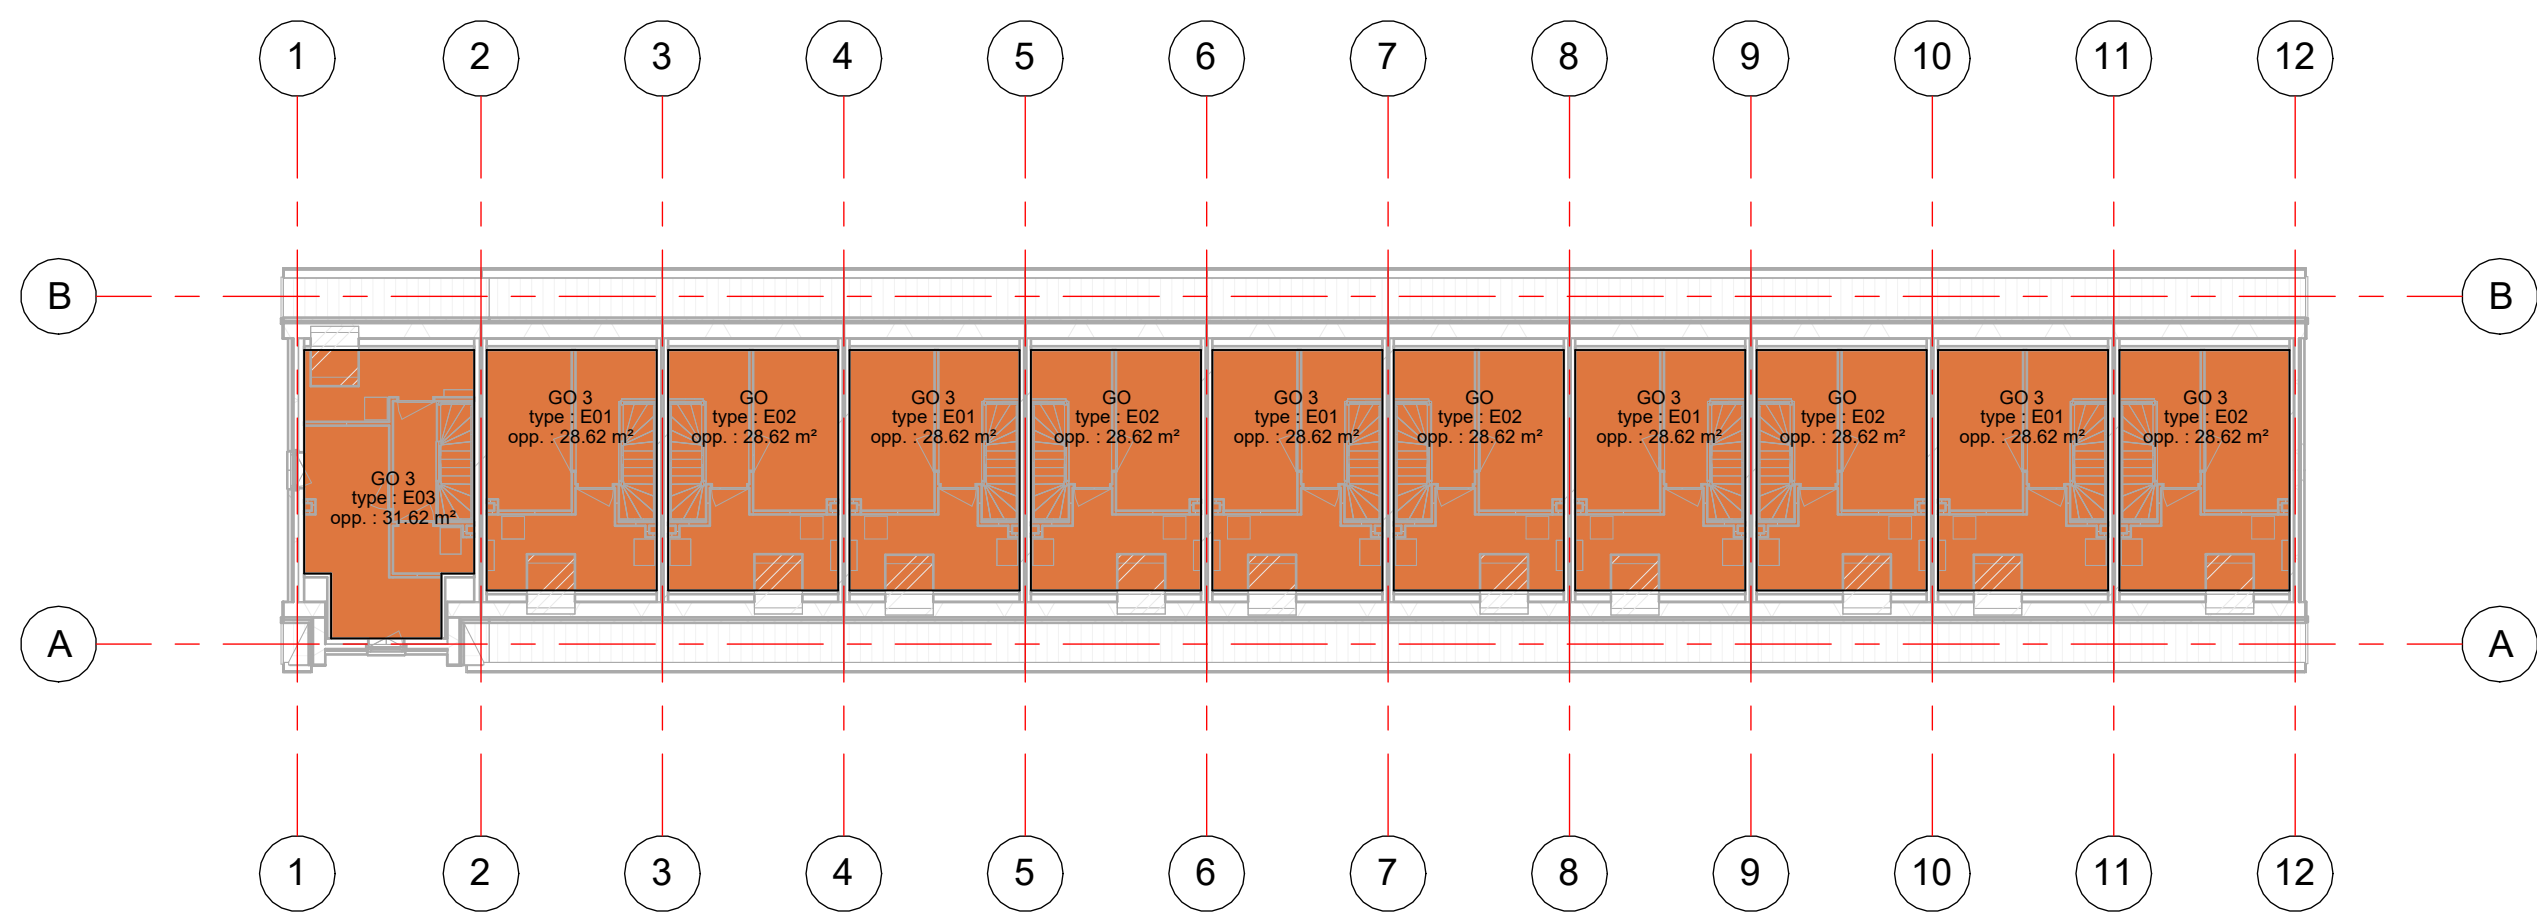 1 2 3 4 5 6 7 8 9 10 11 12
B B
GO 3
type : E01
opp. : 28.62 m²
GO
type : E02
opp. : 28.62 m²
GO 3
type : E01
opp. : 28.62 m²
GO
type : E02
opp. : 28.62 m²
GO 3
type : E01
opp. : 28.62 m²
GO
type : E02
opp. : 28.62 m²
GO 3
type : E01
opp. : 28.62 m²
GO
type : E02
opp. : 28.62 m²
GO 3
type : E01
opp. : 28.62 m²
GO 3
type : E02
opp. : 28.62 m²
GO 3
type : E03
opp. : 31.62 m²
A A
1 2 3 4 5 6 7 8 9 10 11 12